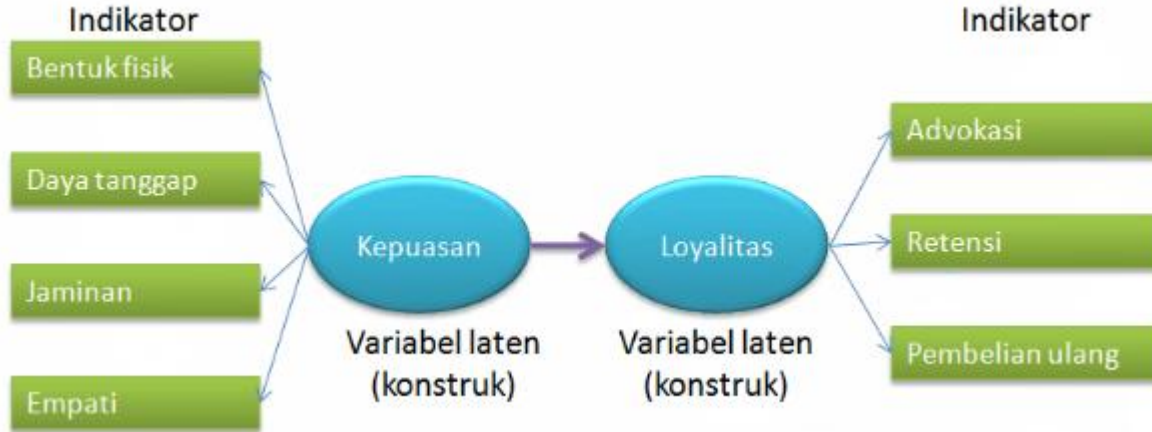 Indikator
Bentuk fisik
Daya tanggap
Jaminan
Empati
Kepuasan
Variabel laten
(konstruk)
Loyalitas
Variabel laten
(konstruk)
Indikator
Advokasi
Retensi
Pembelian ulang